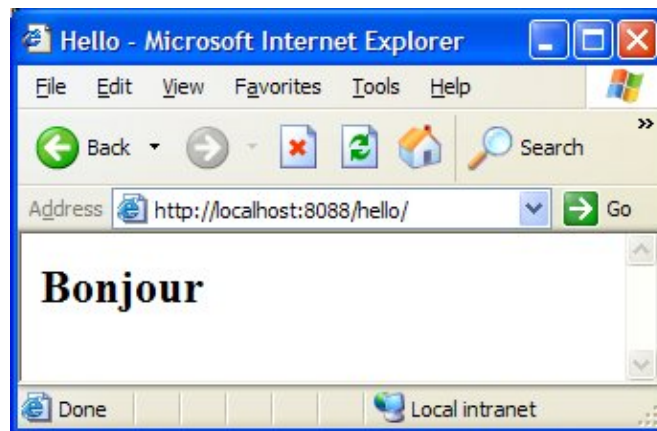 Hello - Microsoft Internet Explorer
File Edit View Favorites Tools Help
Back Search »
Address http://localhost:8088/hello/ Go
Bonjour
Done Local intranet